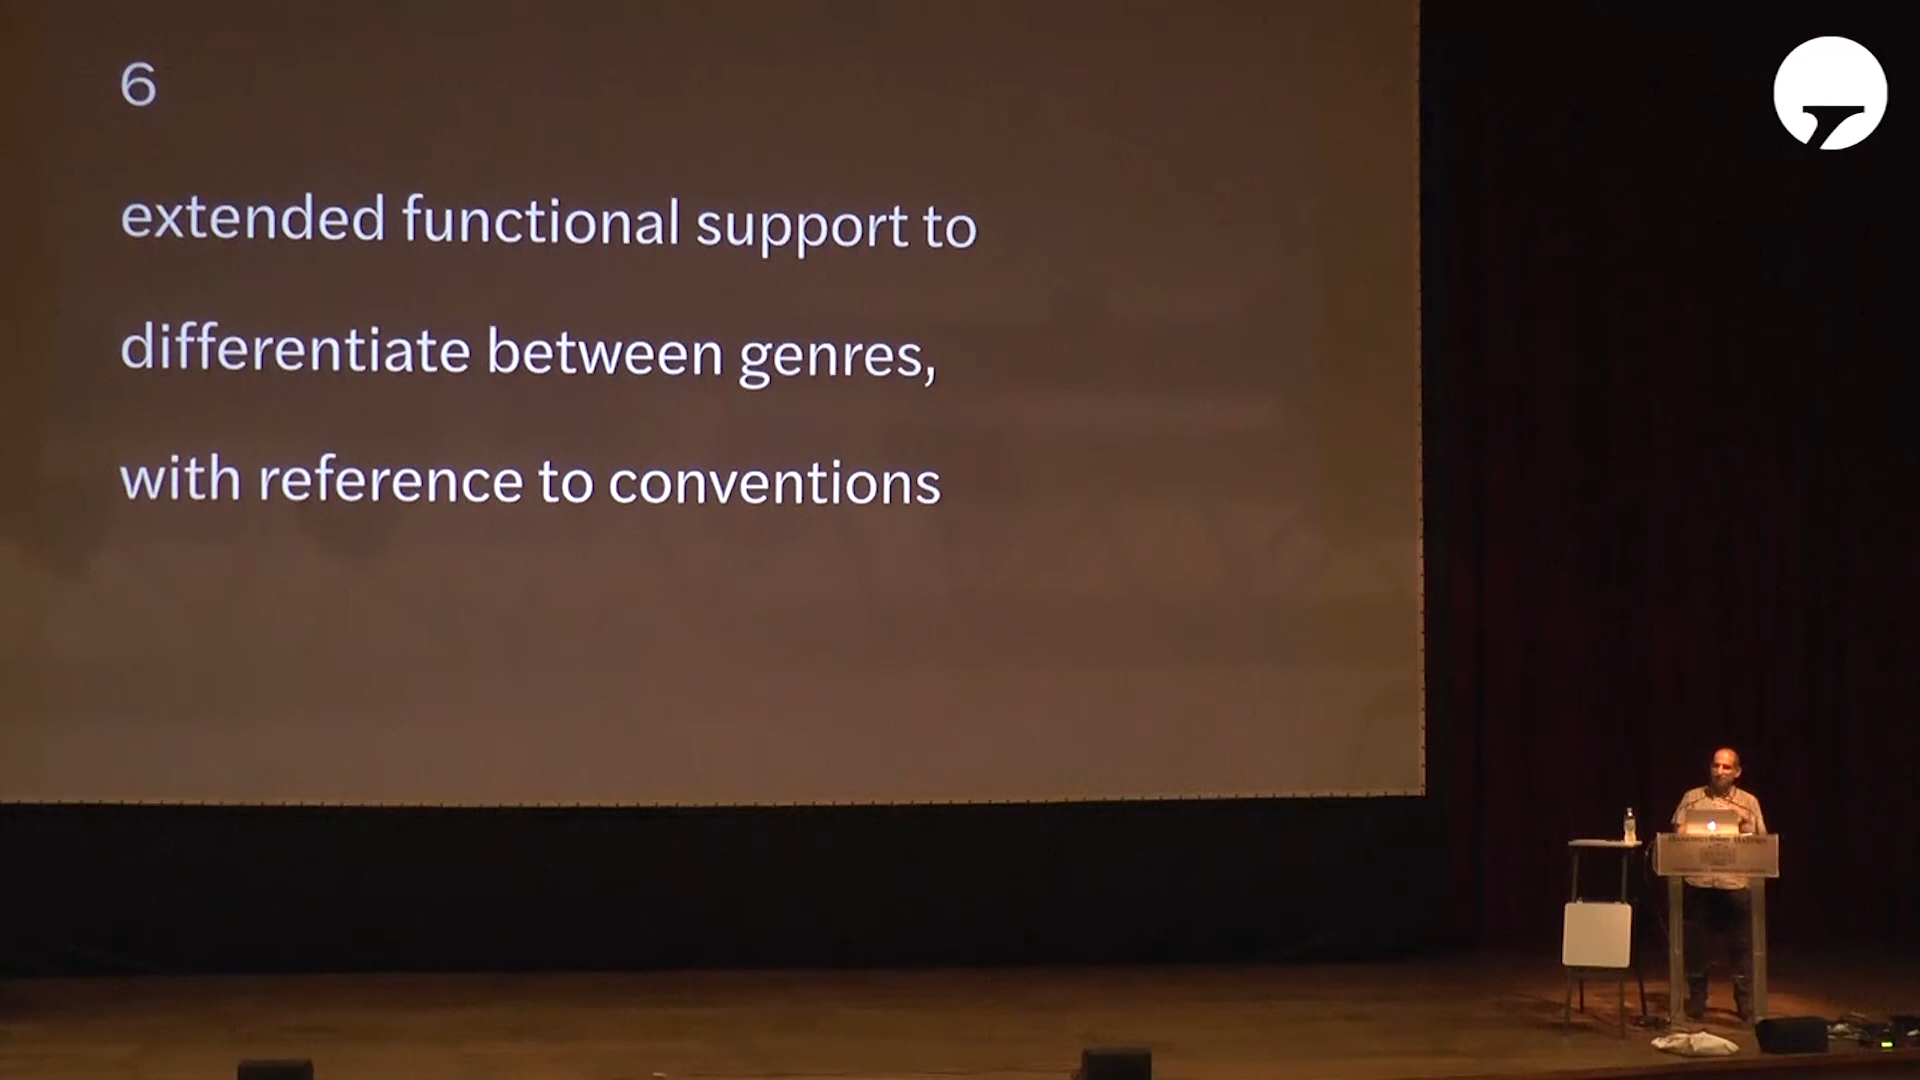 6
extended functional support to
differentiate between genres,
with reference to conventions